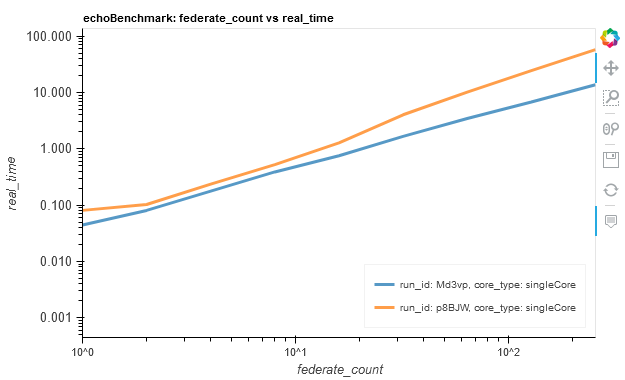 echoBenchmark: federate_count vs real_time
100.000
10.000
1.000
0.100
0.010
0.001
real_time
10^0
10^1
10^2
federate_count
run_id: Md3vp, core_type: singleCore
run_id: p8BJW, core_type: singleCore